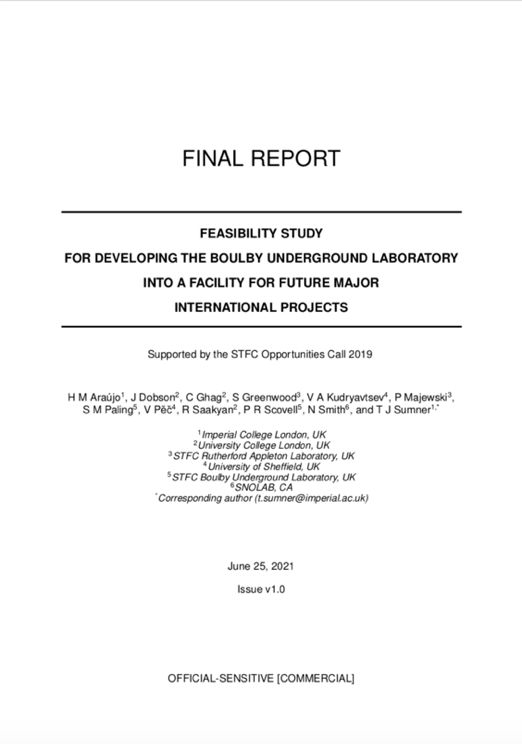 FINAL REPORT
FEASIBILITY STUDY
FOR DEVELOPING THE BOULBY UNDERGROUND LABORATORY
INTO A FACILITY FOR FUTURE MAJOR
INTERNATIONAL PROJECTS
Supported by the STFC Opportunities Call 2019
H M Araújo¹, J Dobson², C Ghag², S Greenwood³, V A Kudryavtsev⁴, P Majewski³,
S M Paling⁵, V Pěč⁴, R Saakyan², P R Scovell⁵, N Smith⁶, and T J Sumner¹,*
¹Imperial College London, UK
²University College London, UK
³STFC Rutherford Appleton Laboratory, UK
⁴University of Sheffield, UK
⁵STFC Boulby Underground Laboratory, UK
⁶SNOLAB, CA
*Corresponding author (t.sumner@imperial.ac.uk)
June 25, 2021
Issue v1.0
OFFICIAL-SENSITIVE [COMMERCIAL]